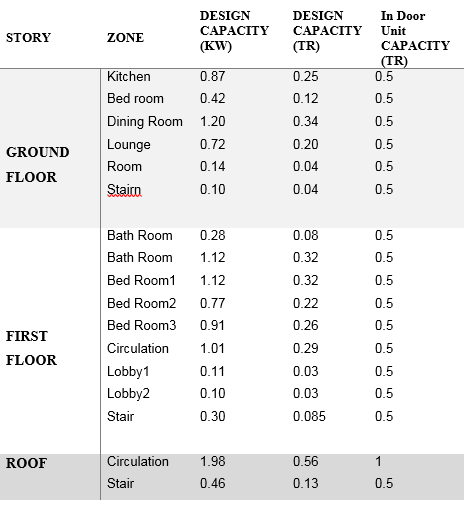 STORY ZONE DESIGN CAPACITY (KW) DESIGN CAPACITY (TR) In Door Unit CAPACITY (TR)
GROUND FLOOR
Kitchen 0.87 0.25 0.5
Bed room 0.42 0.12 0.5
Dining Room 1.20 0.34 0.5
Lounge 0.72 0.20 0.5
Room 0.14 0.04 0.5
Stairn 0.10 0.04 0.5
FIRST FLOOR
Bath Room 0.28 0.08 0.5
Bath Room 1.12 0.32 0.5
Bed Room1 1.12 0.32 0.5
Bed Room2 0.77 0.22 0.5
Bed Room3 0.91 0.26 0.5
Circulation 1.01 0.29 0.5
Lobby1 0.11 0.03 0.5
Lobby2 0.10 0.03 0.5
Stair 0.30 0.085 0.5
ROOF Circulation 1.98 0.56 1
Stair 0.46 0.13 0.5